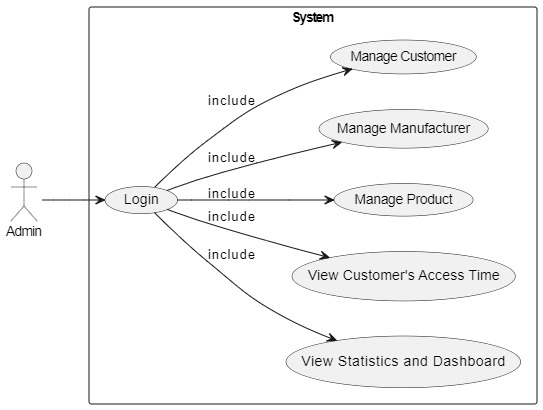 System
Manage Customer
include
Manage Manufacturer
include
Login
include
Manage Product
Admin
include
View Customer's Access Time
include
View Statistics and Dashboard